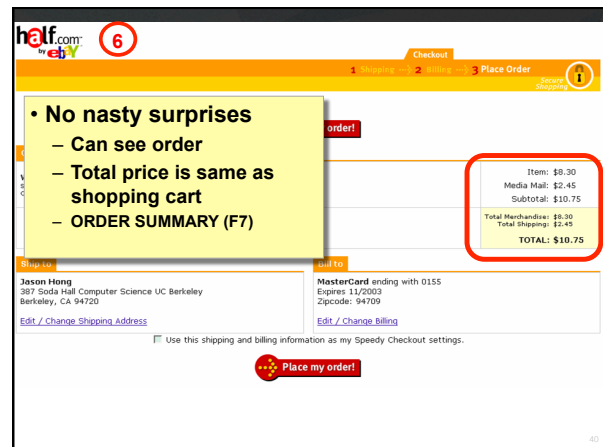 half.com
by ebY
6
Checkout
1 Shipping 2 Billing 3 Place Order
Secure
Shopping
• No nasty surprises
– Can see order
– Total price is same as
shopping cart
– ORDER SUMMARY (F7)
order!
Item: $8.30
Media Mail: $2.45
Subtotal: $10.75
Total Merchandise: $8.30
Total Shipping: $2.45
TOTAL: $10.75
Ship to
Jason Hong
387 Soda Hall Computer Science UC Berkeley
Berkeley, CA 94720
Edit / Change Shipping Address
Bill to
MasterCard ending with 0155
Expires 11/2003
Zipcode: 94709
Edit / Change Billing
Use this shipping and billing information as my Speedy Checkout settings.
Place my order!
40